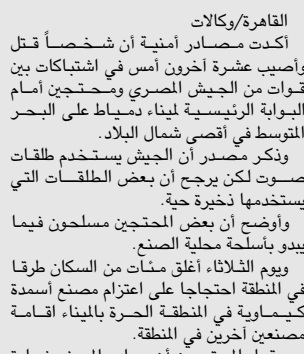 القاهرة/وكالات
أكدت مصادر أمنية أن شخصاً قتل
وأصيب عشرة آخرون أمس في اشتباكات بين
قوات من الجيش المصري ومحتجين أمام
البوابة الرئيسية لميناء دمياط على البحر
المتوسط في أقصى شمال البلاد.
وذكر مصدر أن الجيش يستخدم طلقات
صوت لكن يرجح أن بعض الطلقات التي
يستخدمها ذخيرة حية.
وأوضح أن بعض المحتجين مسلحون فيما
يبدو بأسلحة محلية الصنع.
ويوم الثلاثاء أغلق مئات من السكان طرقا
في المنطقة احتجاجا على اعتزام مصنع أسمدة
كيماوية في المنطقة الحرة بالميناء اقامة
مصنعين آخرين في المنطقة.